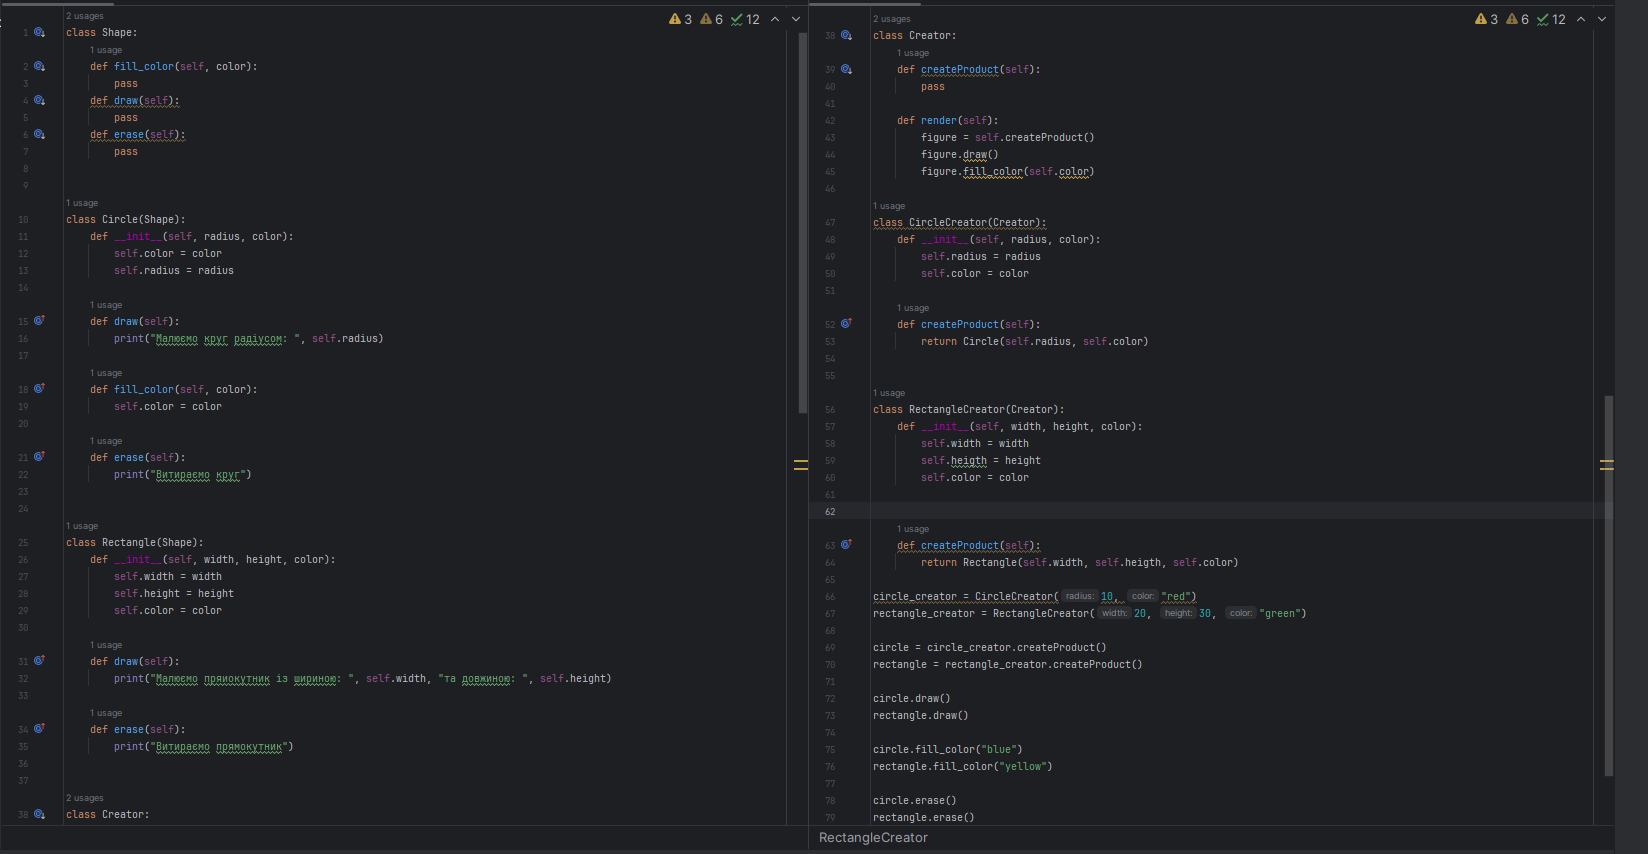 2 usages
3 6 12
1 class Shape:
1 usage
2 def fill_color(self, color):
3 pass
4 def draw(self):
5 pass
6 def erase(self):
7 pass
8
9
1 usage
10 class Circle(Shape):
11 def __init__(self, radius, color):
12 self.color = color
13 self.radius = radius
14
1 usage
15 def draw(self):
16 print("Малюємо круг радіусом: ", self.radius)
17
1 usage
18 def fill_color(self, color):
19 self.color = color
20
1 usage
21 def erase(self):
22 print("Витираємо круг")
23
24
1 usage
25 class Rectangle(Shape):
26 def __init__(self, width, height, color):
27 self.width = width
28 self.height = height
29 self.color = color
30
1 usage
31 def draw(self):
32 print("Малюємо пряиокутник із шириною: ", self.width, "та довжиною: ", self.height)
33
1 usage
34 def erase(self):
35 print("Витираємо прямокутник")
36
37
2 usages
38 class Creator:
2 usages
3 6 12
38 class Creator:
1 usage
39 def createProduct(self):
40 pass
41
42 def render(self):
43 figure = self.createProduct()
44 figure.draw()
45 figure.fill_color(self.color)
46
1 usage
47 class CircleCreator(Creator):
48 def __init__(self, radius, color):
49 self.radius = radius
50 self.color = color
51
1 usage
52 def createProduct(self):
53 return Circle(self.radius, self.color)
54
55
1 usage
56 class RectangleCreator(Creator):
57 def __init__(self, width, height, color):
58 self.width = width
59 self.heigth = height
60 self.color = color
61
62
1 usage
63 def createProduct(self):
64 return Rectangle(self.width, self.heigth, self.color)
65
66 circle_creator = CircleCreator( radius: 10, color: "red")
67 rectangle_creator = RectangleCreator( width: 20, height: 30, color: "green")
68
69 circle = circle_creator.createProduct()
70 rectangle = rectangle_creator.createProduct()
71
72 circle.draw()
73 rectangle.draw()
74
75 circle.fill_color("blue")
76 rectangle.fill_color("yellow")
77
78 circle.erase()
79 rectangle.erase()
RectangleCreator